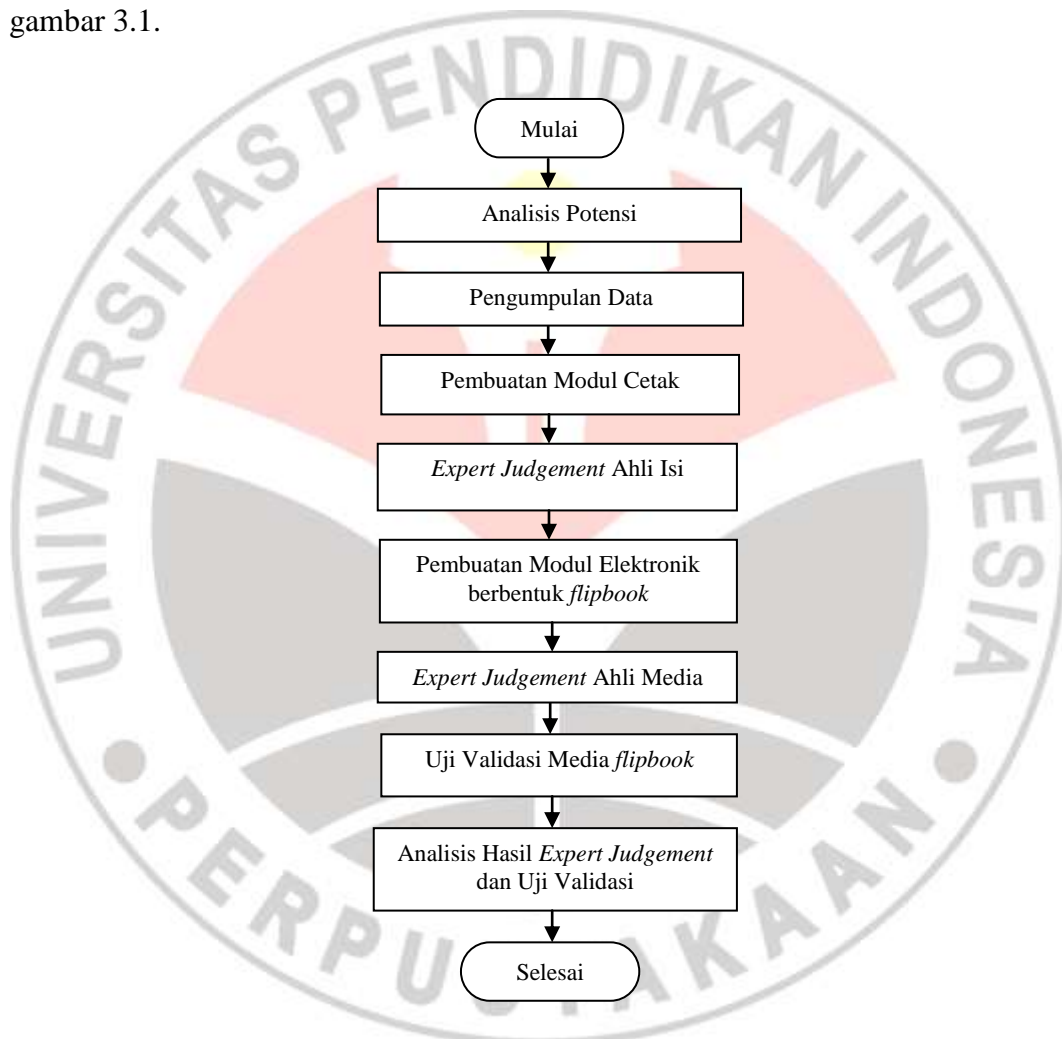 gambar 3.1.
UNIVERSITAS PENDIDIKAN INDONESIA
Mulai
Analisis Potensi
Pengumpulan Data
Pembuatan Modul Cetak
Expert Judgement Ahli Isi
Pembuatan Modul Elektronik
berbentuk flipbook
Expert Judgement Ahli Media
Uji Validasi Media flipbook
Analisis Hasil Expert Judgement
dan Uji Validasi
Selesai
PERPUSTAKAAN